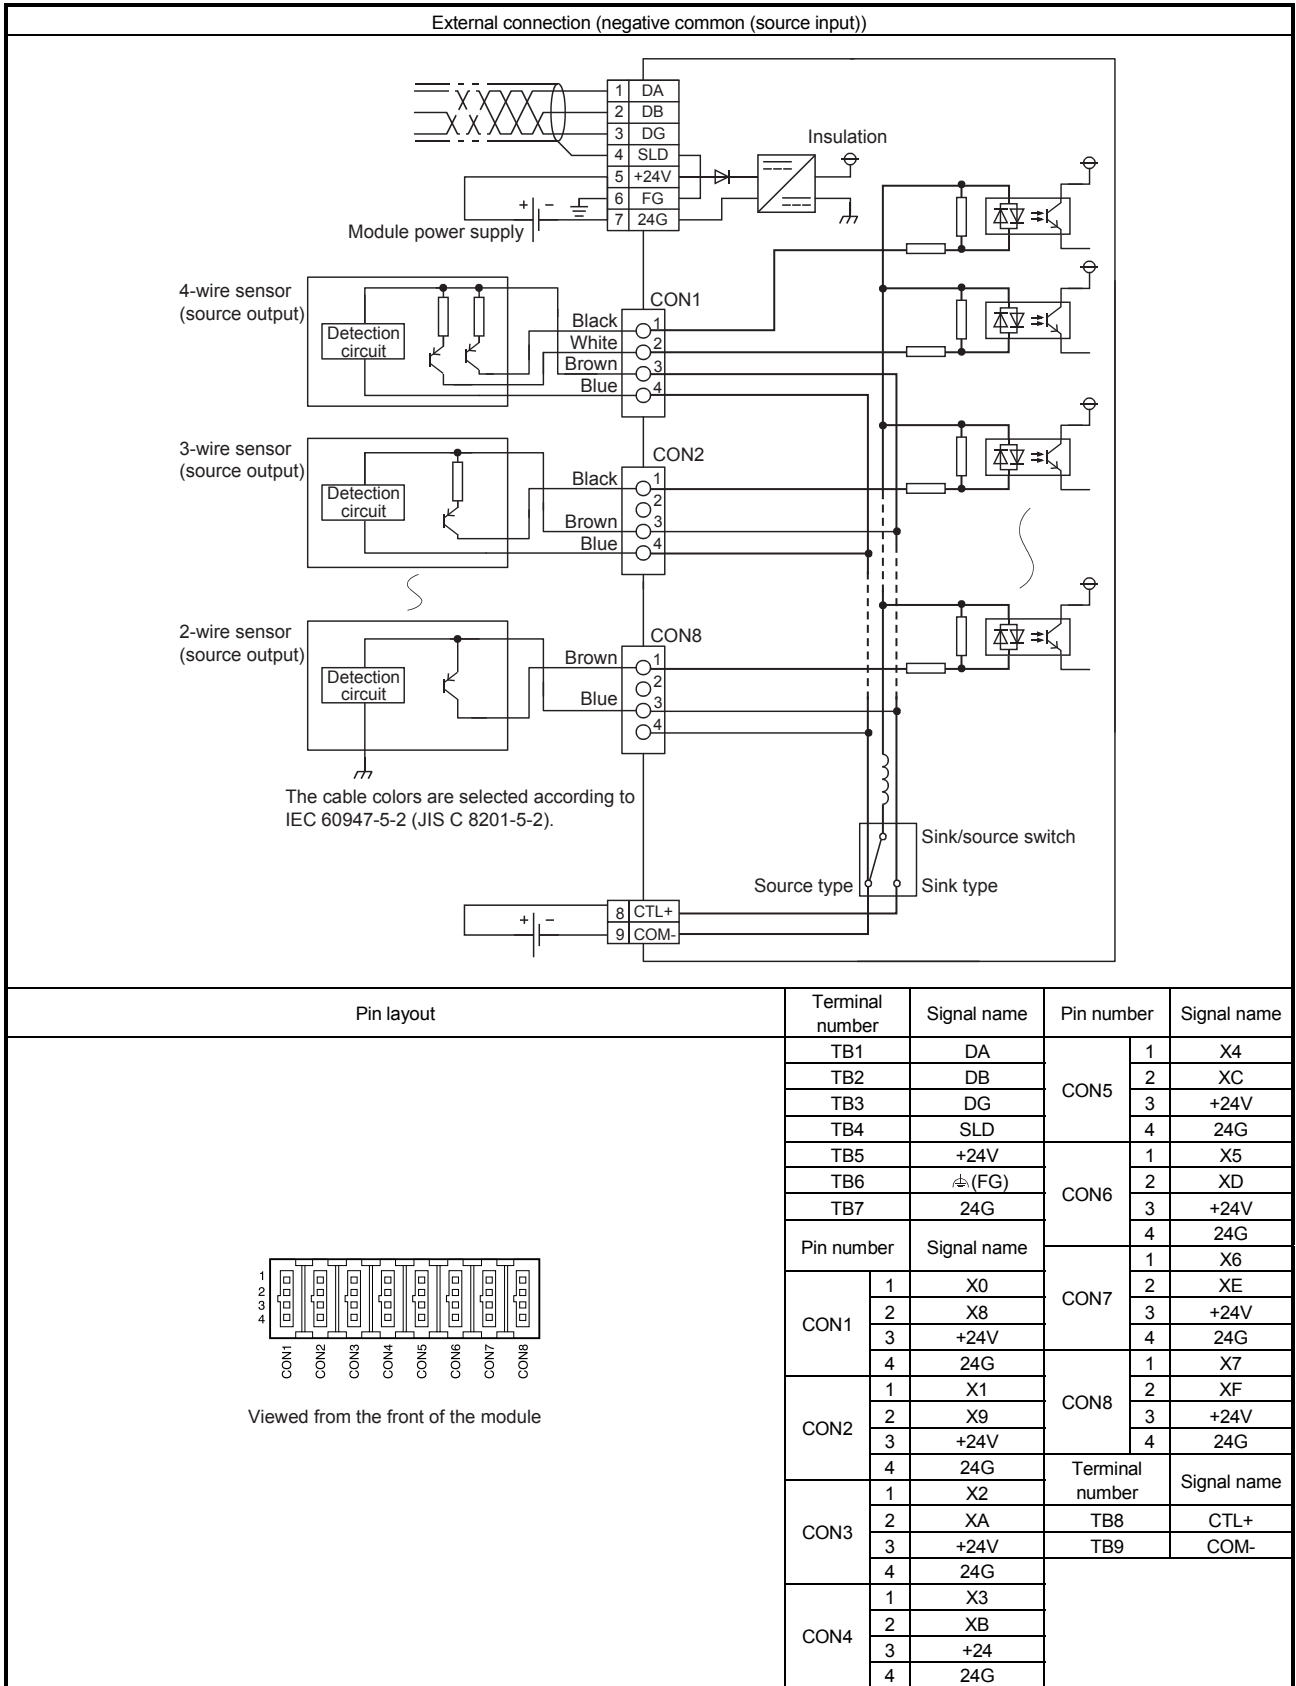 External connection (negative common (source input))
1 DA
2 DB
3 DG
4 SLD
5 +24V
6 FG
7 24G
Insulation
+ −
Module power supply
4-wire sensor
(source output)
Detection
circuit
Black
White
Brown
Blue
CON1
1
2
3
4
3-wire sensor
(source output)
Detection
circuit
Black
Brown
Blue
CON2
1
2
3
4
2-wire sensor
(source output)
Detection
circuit
Brown
Blue
CON8
1
2
3
4
The cable colors are selected according to
IEC 60947-5-2 (JIS C 8201-5-2).
Sink/source switch
Source type
Sink type
+ −
8 CTL+
9 COM-
Pin layout
1
2
3
4
CON1 CON2 CON3 CON4 CON5 CON6 CON7 CON8
Viewed from the front of the module
Terminal
number
Signal name
TB1 DA
TB2 DB
TB3 DG
TB4 SLD
TB5 +24V
TB6 (FG)
TB7 24G
Pin number Signal name
CON1
1 X0
2 X8
3 +24V
4 24G
CON2
1 X1
2 X9
3 +24V
4 24G
CON3
1 X2
2 XA
3 +24V
4 24G
CON4
1 X3
2 XB
3 +24
4 24G
Pin number Signal name
CON5
1 X4
2 XC
3 +24V
4 24G
CON6
1 X5
2 XD
3 +24V
4 24G
CON7
1 X6
2 XE
3 +24V
4 24G
CON8
1 X7
2 XF
3 +24V
4 24G
Terminal
number
Signal name
TB8 CTL+
TB9 COM-